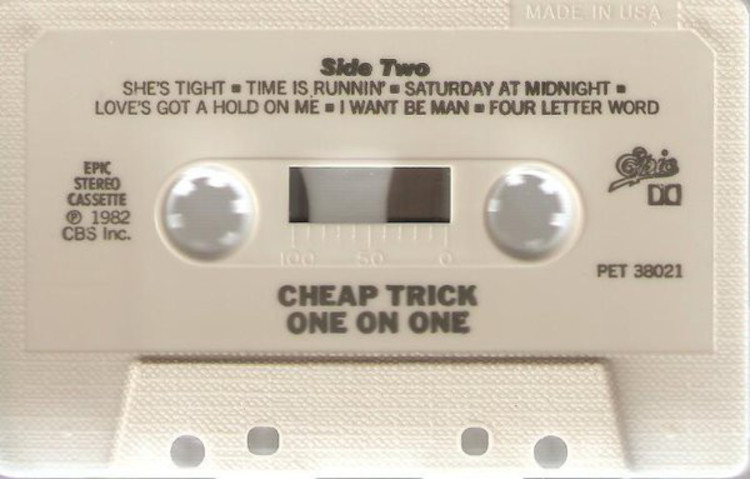 MADE IN USA
Side Two
SHE'S TIGHT ■ TIME IS RUNNIN' ■ SATURDAY AT MIDNIGHT ■
LOVE'S GOT A HOLD ON ME ■ I WANT BE MAN ■ FOUR LETTER WORD
EPIC
STEREO
CASSETTE
℗ 1982
CBS Inc.
Epic
100 50 0
PET 38021
CHEAP TRICK
ONE ON ONE